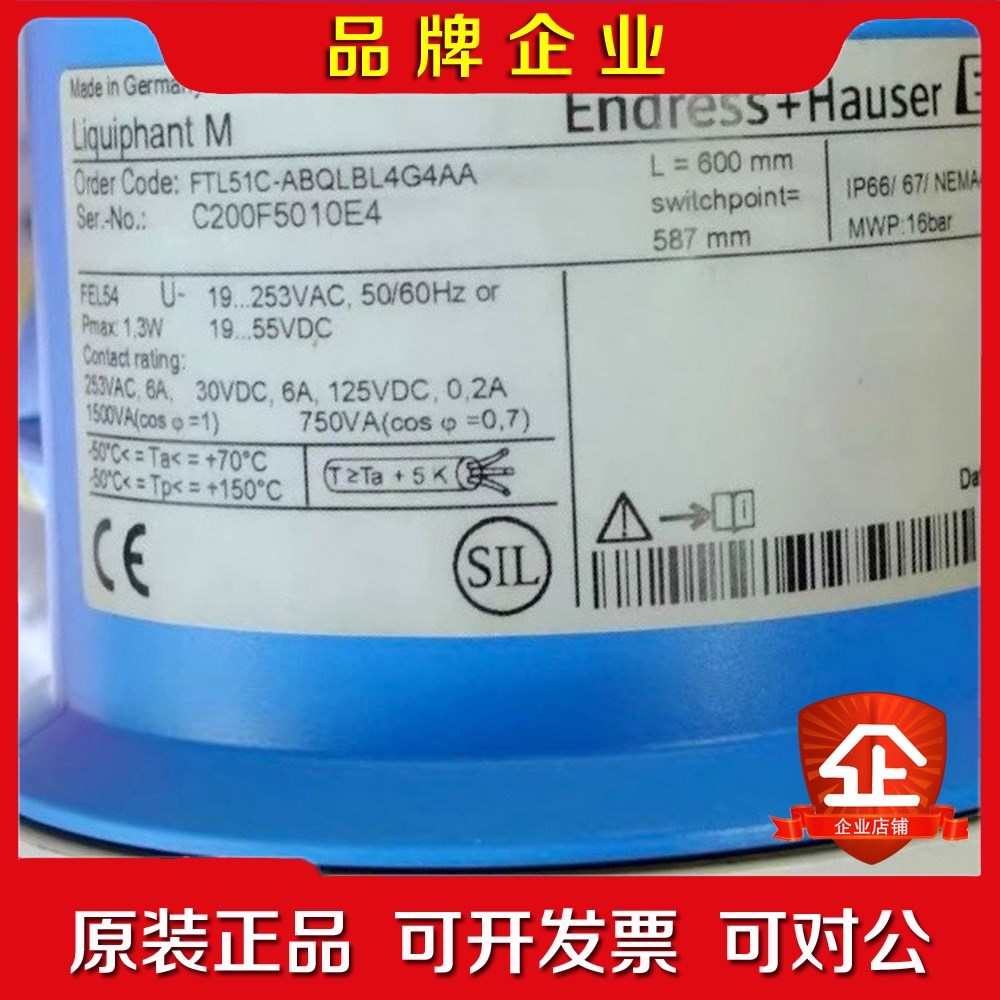 品牌企业
Made in Germany
Endress+Hauser
Liquiphant M
Order Code: FTL51C-ABQLBL4G4AA
Ser.-No.: C200F5010E4
L = 600 mm
switchpoint=
587 mm
IP66/ 67/ NEMA
MWP:16bar
FEL54 U- 19...253VAC, 50/60Hz or
Pmax: 1,3W 19...55VDC
Contact rating:
253VAC, 6A, 30VDC, 6A, 125VDC, 0,2A
1500VA(cos φ =1) 750VA(cos φ =0,7)
-50°C< = Ta< = +70°C
-50°C< = Tp< = +150°C
T ≥Ta + 5 K
i
CE
SIL
企
企业店铺
原装正品 可开发票 可对公